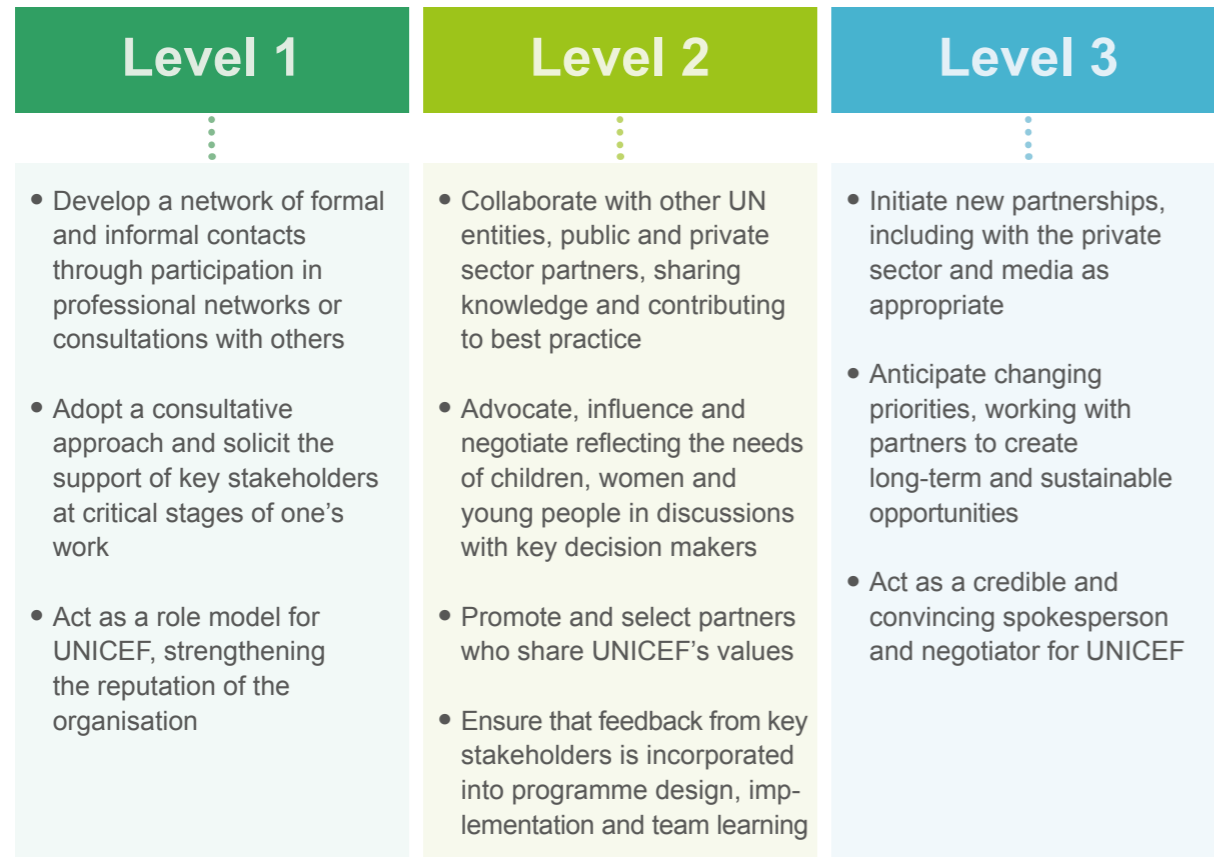 Level 1
• Develop a network of formal
and informal contacts
through participation in
professional networks or
consultations with others
• Adopt a consultative
approach and solicit the
support of key stakeholders
at critical stages of one’s
work
• Act as a role model for
UNICEF, strengthening
the reputation of the
organisation
Level 2
• Collaborate with other UN
entities, public and private
sector partners, sharing
knowledge and contributing
to best practice
• Advocate, influence and
negotiate reflecting the needs
of children, women and
young people in discussions
with key decision makers
• Promote and select partners
who share UNICEF’s values
• Ensure that feedback from key
stakeholders is incorporated
into programme design, imp-
lementation and team learning
Level 3
• Initiate new partnerships,
including with the private
sector and media as
appropriate
• Anticipate changing
priorities, working with
partners to create
long-term and sustainable
opportunities
• Act as a credible and
convincing spokesperson
and negotiator for UNICEF